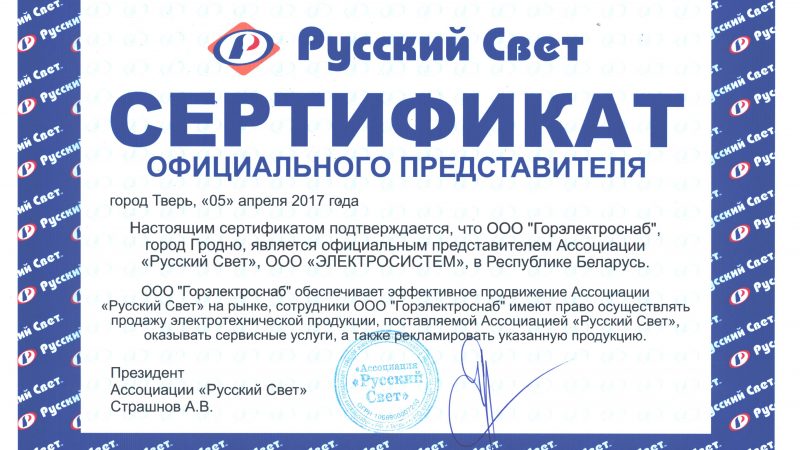 Русский Свет
СЕРТИФИКАТ
ОФИЦИАЛЬНОГО ПРЕДСТАВИТЕЛЯ
город Тверь, «05» апреля 2017 года
Настоящим сертификатом подтверждается, что ООО "Горэлектроснаб",
город Гродно, является официальным представителем Ассоциации
«Русский Свет», ООО «ЭЛЕКТРОСИСТЕМ», в Республике Беларусь.
ООО "Горэлектроснаб" обеспечивает эффективное продвижение Ассоциации
«Русский Свет» на рынке, сотрудники ООО "Горэлектроснаб" имеют право осуществлять
продажу электротехнической продукции, поставляемой Ассоциацией «Русский Свет»,
оказывать сервисные услуги, а также рекламировать указанную продукцию.
Президент
Ассоциации «Русский Свет»
Страшнов А.В.
«Ассоциация
«Русский
Свет»